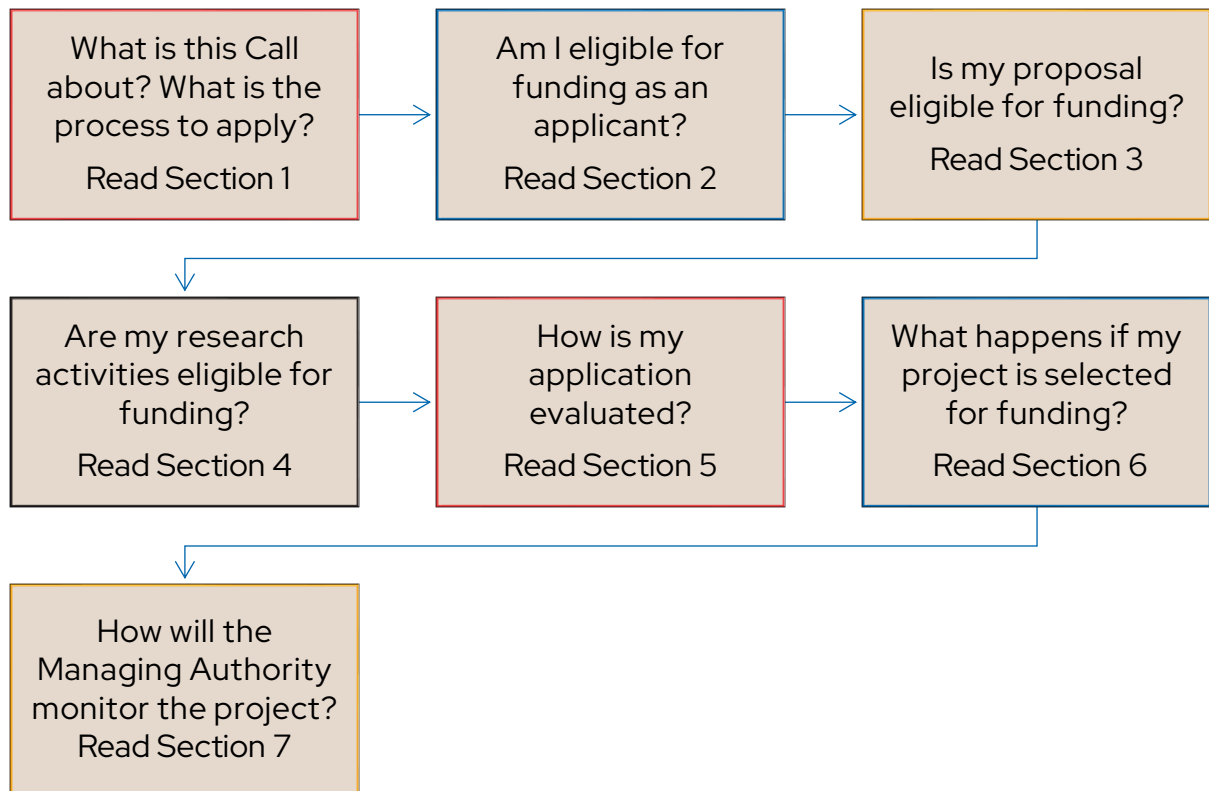 What is this Call
about? What is the
process to apply?
Read Section 1
Am I eligible for
funding as an
applicant?
Read Section 2
Is my proposal
eligible for funding?
Read Section 3
Are my research
activities eligible for
funding?
Read Section 4
How is my
application
evaluated?
Read Section 5
What happens if my
project is selected
for funding?
Read Section 6
How will the
Managing Authority
monitor the project?
Read Section 7